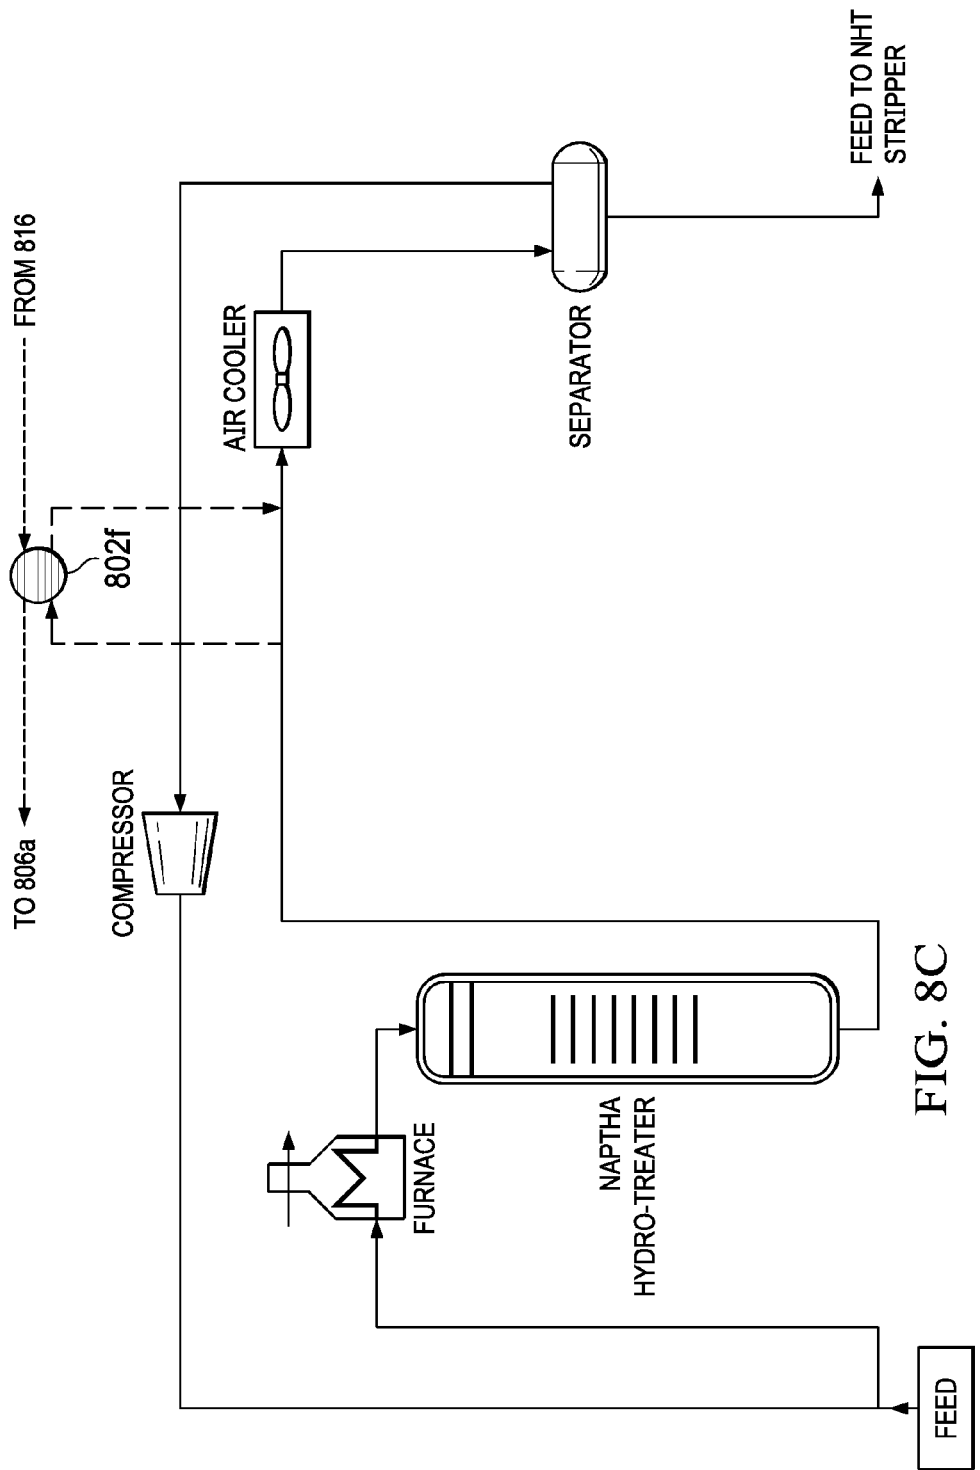 TO 806a
FROM 816
802f
COMPRESSOR
AIR COOLER
FURNACE
NAPTHA
HYDRO-TREATER
SEPARATOR
FEED TO NHT
STRIPPER
FEED
FIG. 8C